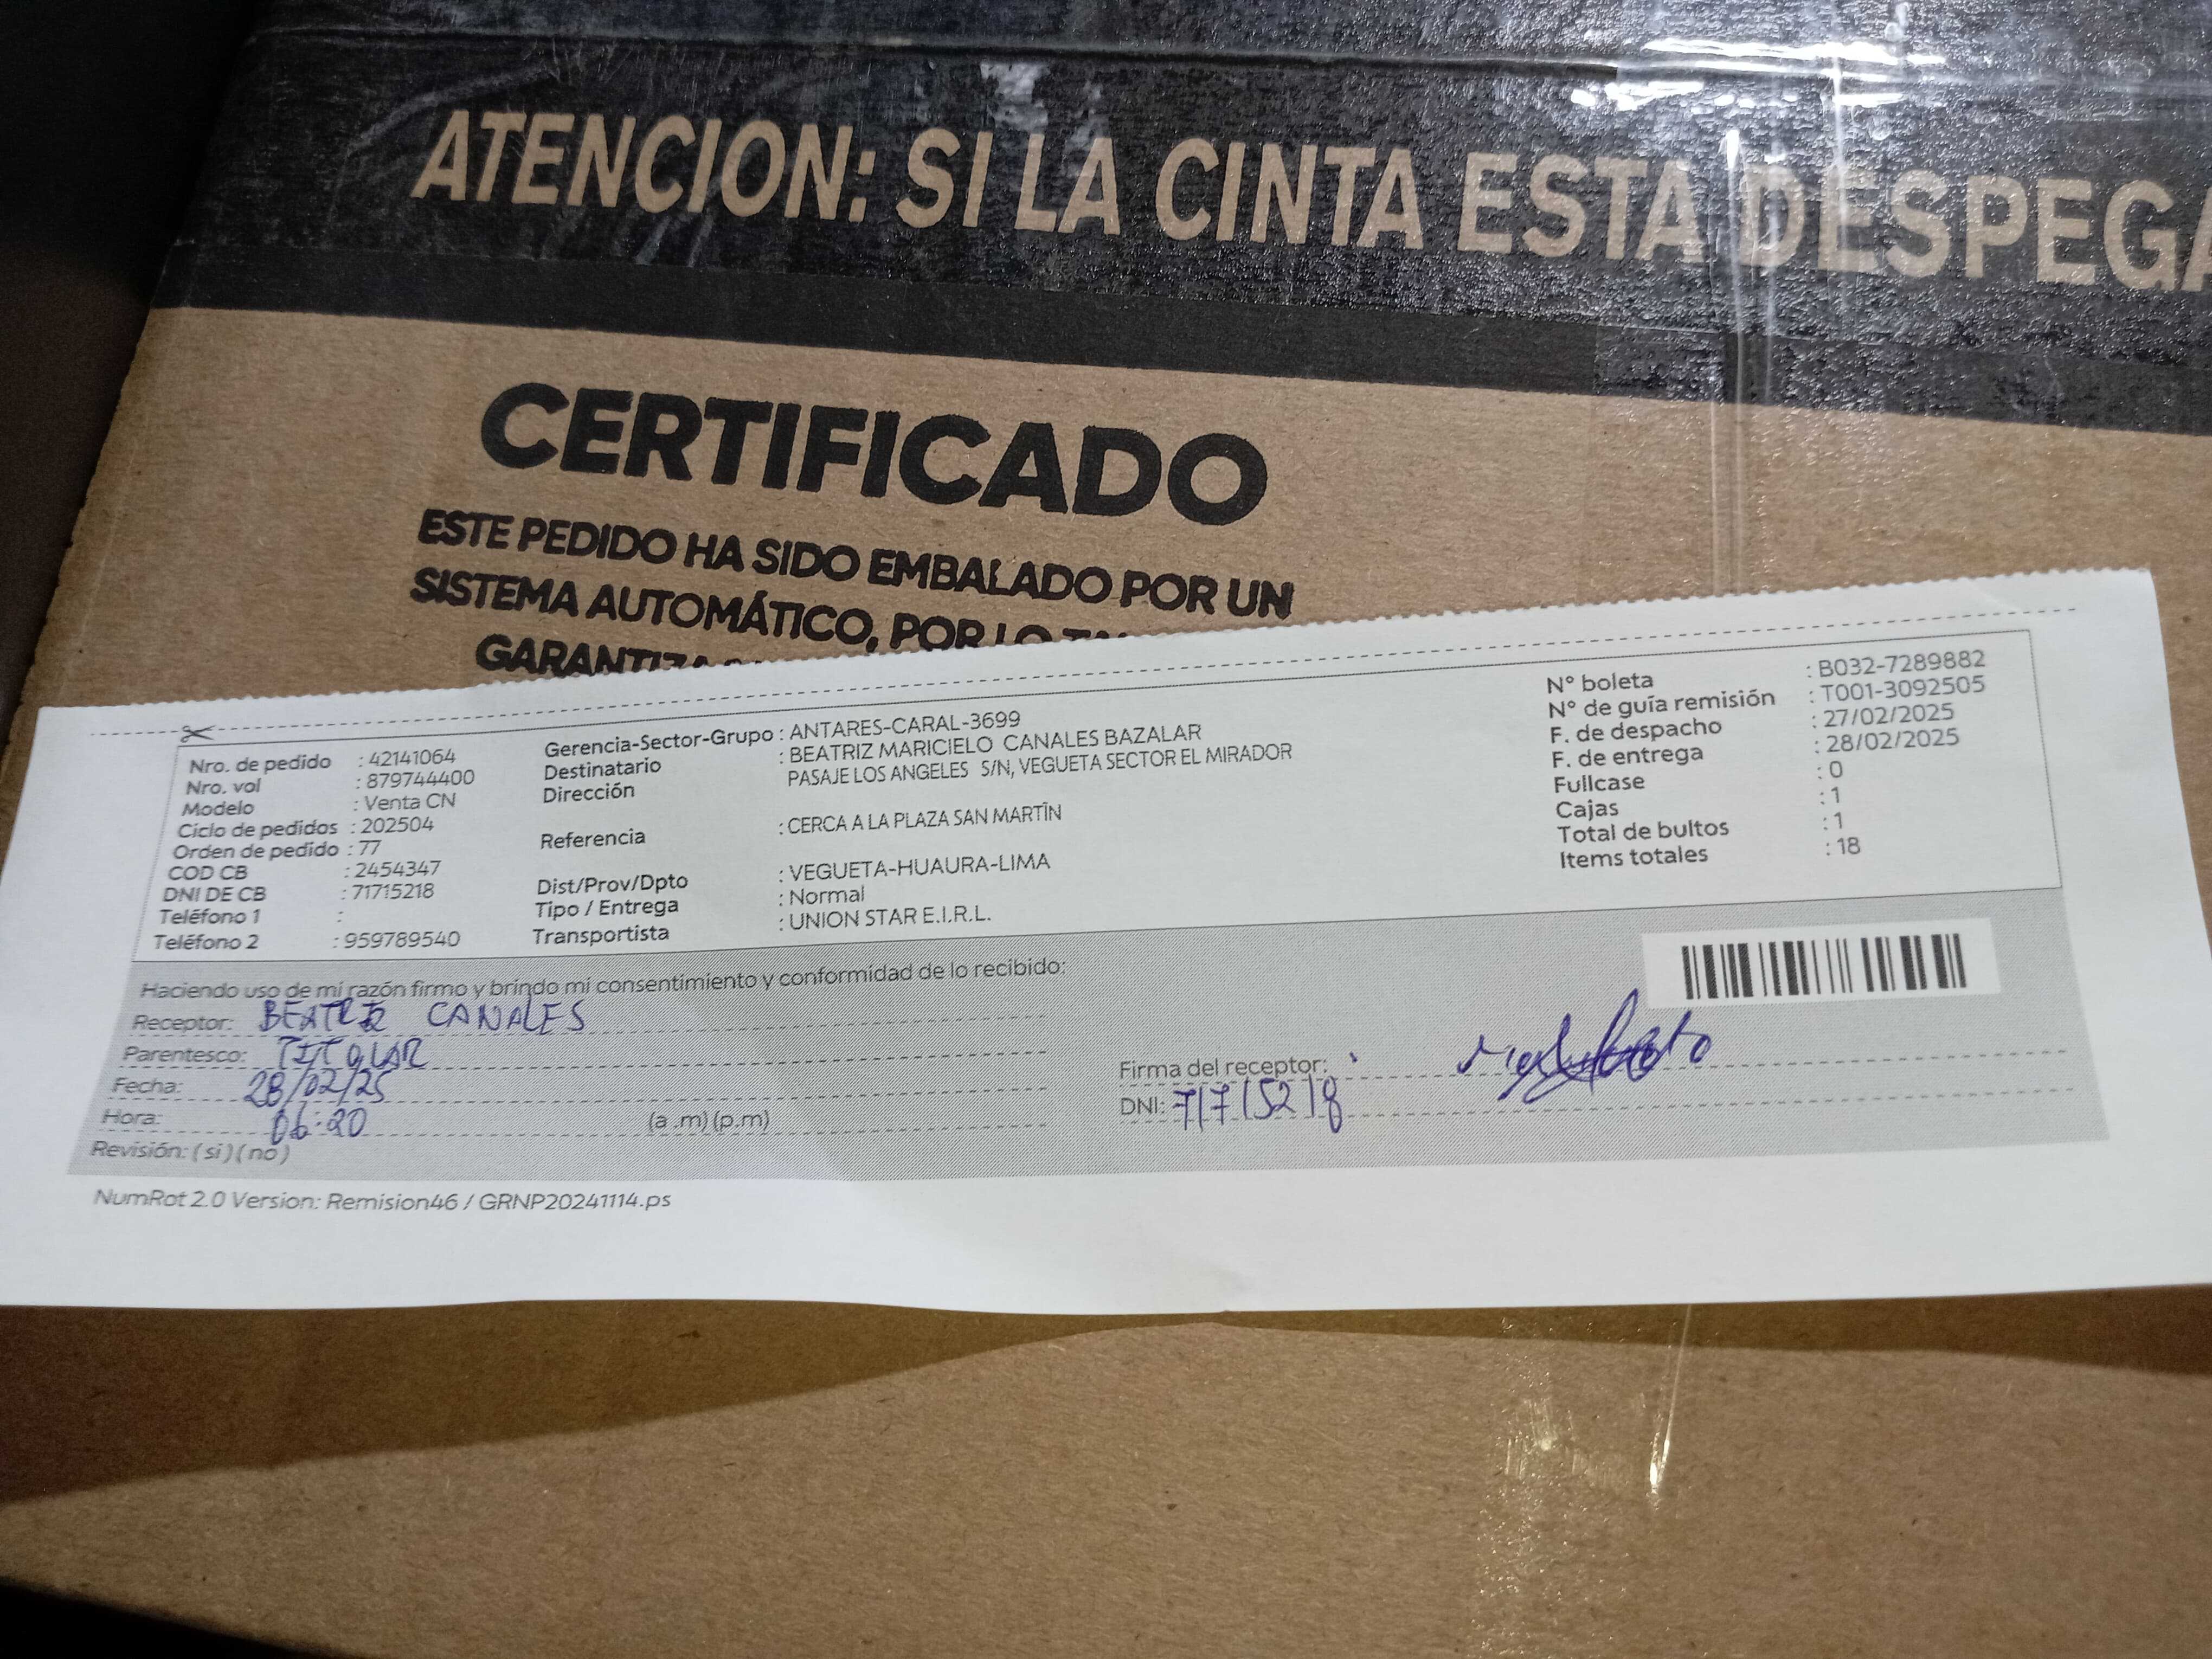 ATENCION: SI LA CINTA ESTA DESPEGA
CERTIFICADO
ESTE PEDIDO HA SIDO EMBALADO POR UN
SISTEMA AUTOMÁTICO, POR LO
GARANTIZA
Nro. de pedido : 42141064
Nro. vol : 879744400
Modelo : Venta CN
Ciclo de pedidos : 202504
Orden de pedido : 77
COD CB : 2454347
DNI DE CB : 71715218
Teléfono 1 :
Teléfono 2 : 959789540
Gerencia-Sector-Grupo : ANTARES-CARAL-3699
Destinatario : BEATRIZ MARICIELO CANALES BAZALAR
Dirección PASAJE LOS ANGELES S/N, VEGUETA SECTOR EL MIRADOR
Referencia : CERCA A LA PLAZA SAN MARTÍN
Dist/Prov/Dpto : VEGUETA-HUAURA-LIMA
Tipo / Entrega : Normal
Transportista : UNION STAR E.I.R.L.
N° boleta : B032-7289882
N° de guía remisión : T001-3092505
F. de despacho : 27/02/2025
F. de entrega : 28/02/2025
Fullcase : 0
Cajas : 1
Total de bultos : 1
Items totales : 18
Haciendo uso de mi razón firmo y brindo mi consentimiento y conformidad de lo recibido:
Receptor: BEATRIZ CANALES
Parentesco: TITULAR
Fecha: 28/02/25
Hora: 06:20 (a .m) (p.m)
Revisión: ( si ) ( no )
Firma del receptor:
DNI: 71715218
NumRot 2.0 Version: Remision46 / GRNP20241114.ps